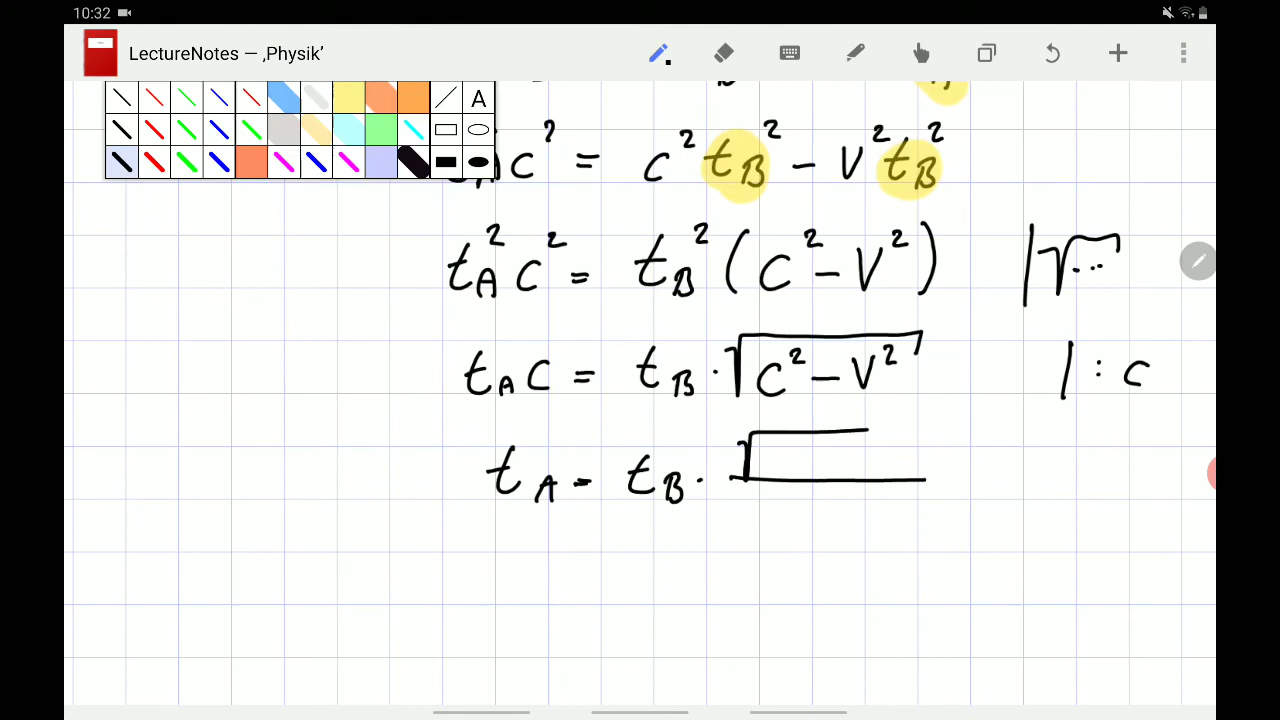 10:32
LectureNotes — ‚Physik’
A
c² = c² t_B² − v² t_B²
t_A² c² = t_B² (c² − v²) | √...
t_A c = t_B · √(c² − v²) | : c
t_A = t_B · √